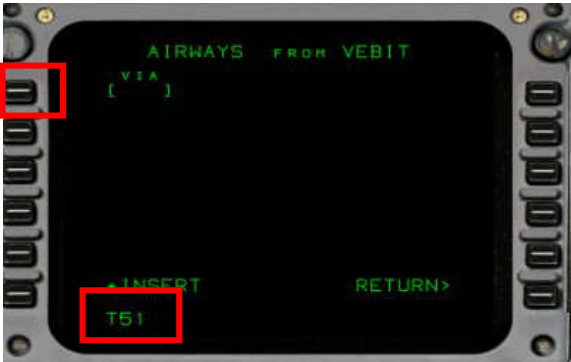 AIRWAYS FROM VEBIT
VIA
[ ]
*INSERT RETURN>
T51